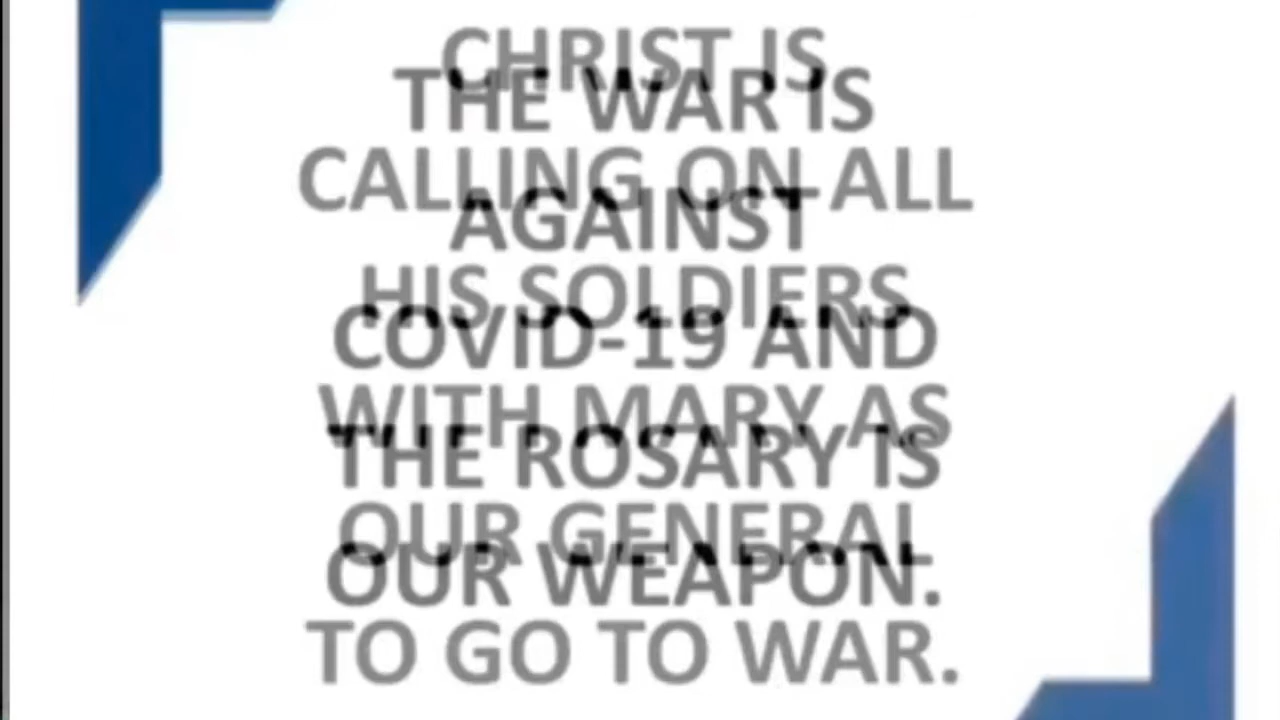 CHRIST IS
THE WAR IS
CALLING ON ALL
AGAINST
HIS SOLDIERS
COVID-19 AND
WITH MARY AS
THE ROSARY IS
OUR GENERAL
OUR WEAPON.
TO GO TO WAR.